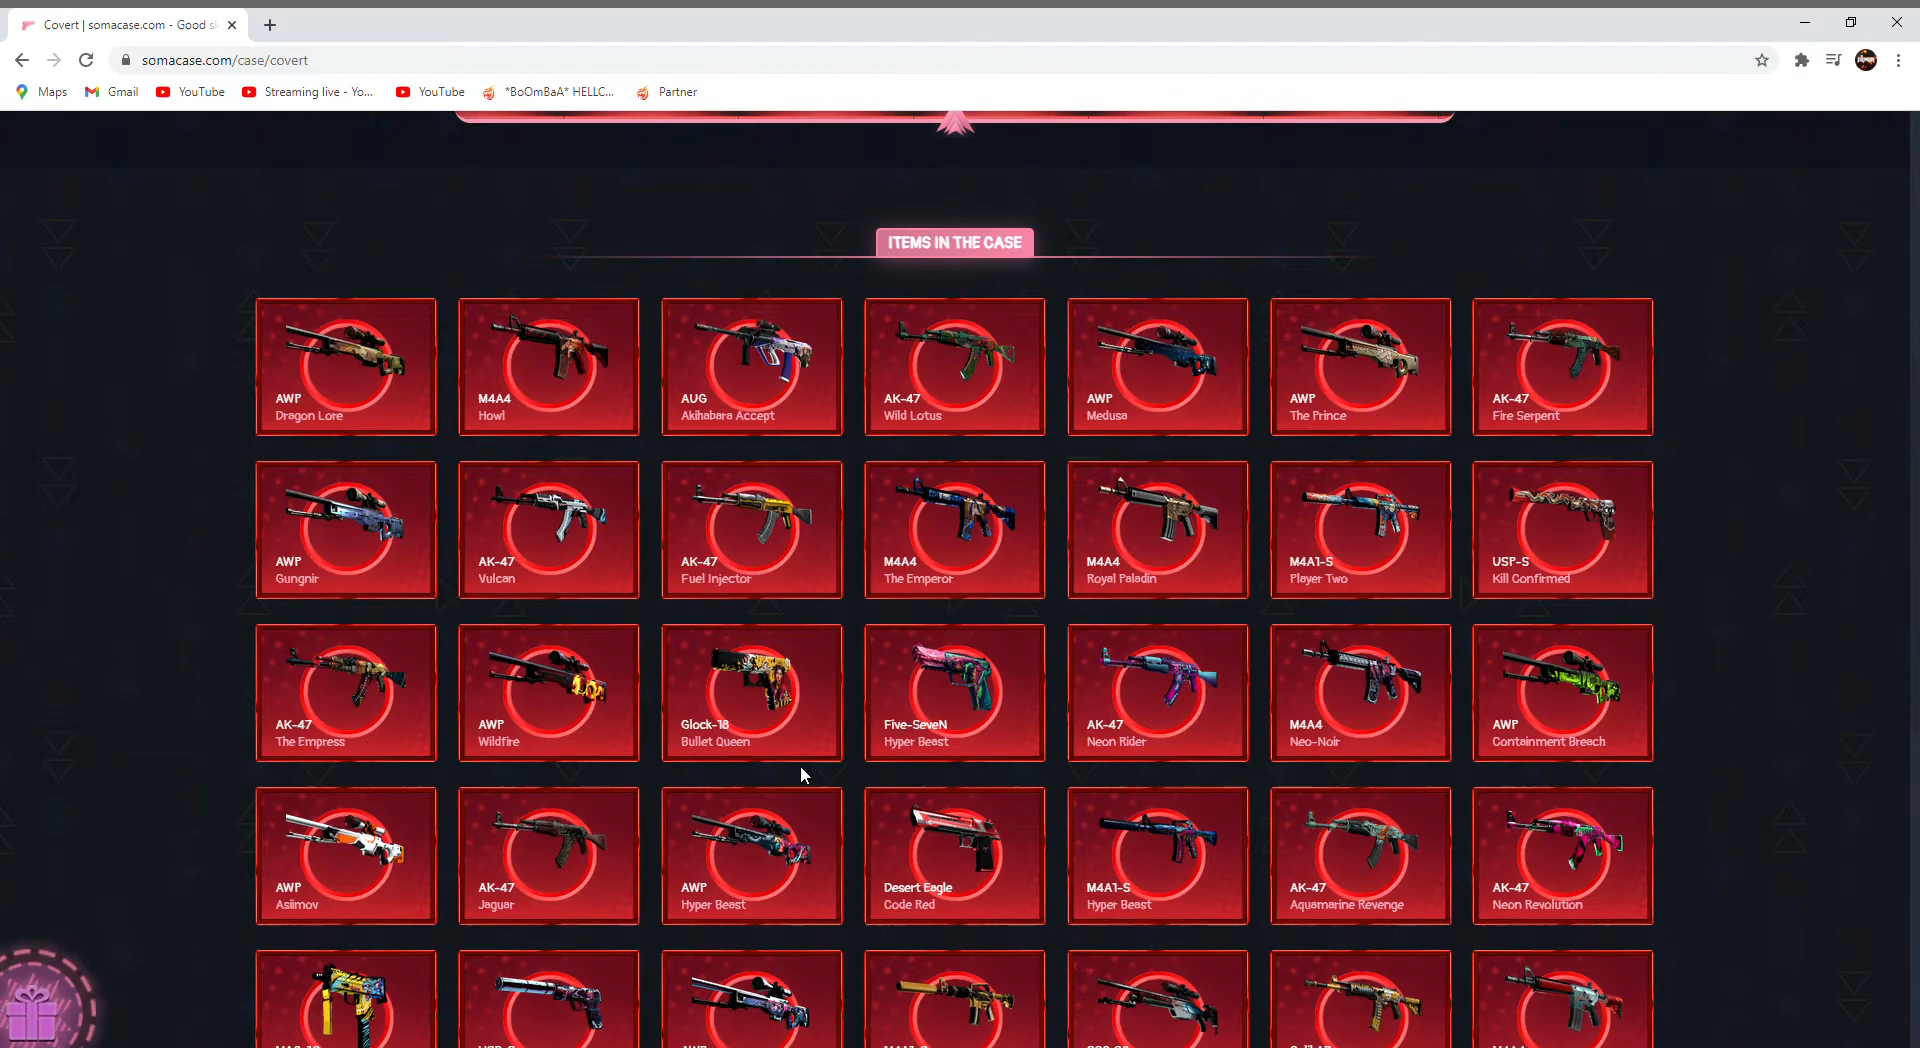 Covert | somacase.com - Good sk
somacase.com/case/covert
Maps Gmail YouTube Streaming live - Yo... YouTube *BoOmBaA* HELLC... Partner
ITEMS IN THE CASE
AWP
Dragon Lore
M4A4
Howl
AUG
Akihabara Accept
AK-47
Wild Lotus
AWP
Medusa
AWP
The Prince
AK-47
Fire Serpent
AWP
Gungnir
AK-47
Vulcan
AK-47
Fuel Injector
M4A4
The Emperor
M4A4
Royal Paladin
M4A1-S
Player Two
USP-S
Kill Confirmed
AK-47
The Empress
AWP
Wildfire
Glock-18
Bullet Queen
Five-SeveN
Hyper Beast
AK-47
Neon Rider
M4A4
Neo-Noir
AWP
Containment Breach
AWP
Asiimov
AK-47
Jaguar
AWP
Hyper Beast
Desert Eagle
Code Red
M4A1-S
Hyper Beast
AK-47
Aquamarine Revenge
AK-47
Neon Revolution